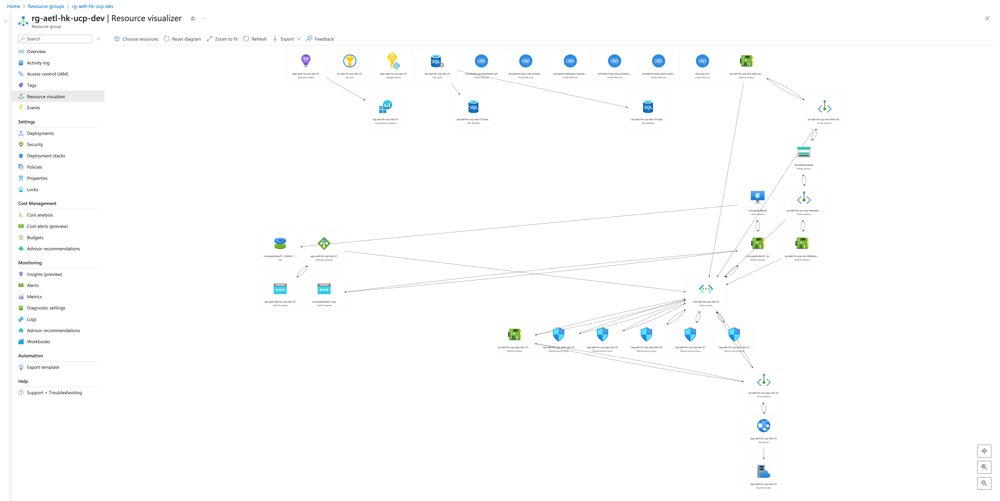 Home > Resource groups > rg-aetl-hk-ucp-dev
rg-aetl-hk-ucp-dev | Resource visualizer
Resource group
Search
Overview
Activity log
Access control (IAM)
Tags
Resource visualizer
Events
Settings
Deployments
Security
Deployment stacks
Policies
Properties
Locks
Cost Management
Cost analysis
Cost alerts (preview)
Budgets
Advisor recommendations
Monitoring
Insights (preview)
Alerts
Metrics
Diagnostic settings
Logs
Advisor recommendations
Workbooks
Automation
Export template
Help
Support + Troubleshooting
Choose resources Reset diagram Zoom to fit Refresh Export Feedback
SQL DNS DNS DNS DNS DNS DNS
appi-aetl-hk-ucp-dev-01 kv-aetl-hk-ucp-dev-01 agw-aetl-hk-ucp-dev-01 sql-aetl-hk-ucp-dev-01 privatelink.azurewebsites.net privatelink.blob.core.window... privatelink.database.window... privatelink.file.core.windows... privatelink.redis.cache.wind... zkpytug.com pe-aetl-hk-ucp-stor-blob-de...
Application Insights Key vault Managed Identity SQL server Private DNS zone Private DNS zone Private DNS zone Private DNS zone Private DNS zone Private DNS zone Network interface
SQL SQL
log-aetl-hk-ucp-dev-01 sql-aetl-hk-ucp-dev-01/mas... sql-aetl-hk-ucp-dev-01/sqld... pe-aetl-hk-ucp-stor-blob-de...
Log Analytics workspace SQL database SQL database Private endpoint
storaetlhkucpdev
Storage account
vmucpadmdev01 pe-aetl-hk-ucp-stor-fileshare...
Virtual machine Private endpoint
vmucpadmdev01_OsDisk_1... agw-aetl-hk-ucp-dev-01 vmucpadmdev01-nic pe-aetl-hk-ucp-stor-fileshare...
Disk Application gateway Network interface Network interface
pip-agw-aetl-hk-ucp-dev-01 vmucpadmdev01-pip vnet-aetl-hk-ucp-dev-01
Public IP address Public IP address Virtual network
pe-aetl-hk-ucp-app-dev-01.... nsg-aetl-hk-ucp-adm-dev-01 nsg-aetl-hk-ucp-app-dev-01 nsg-aetl-hk-ucp-app-dev-02 nsg-aetl-hk-ucp-sql-dev-01 nsg-aetl-hk-ucp-stor-dev-01
Network interface Network security group Network security group Network security group Network security group Network security group
pe-aetl-hk-ucp-app-dev-01
Private endpoint
app-aetl-hk-ucp-dev-01
App Service
asp-aetl-hk-ucp-dev-01
App Service plan